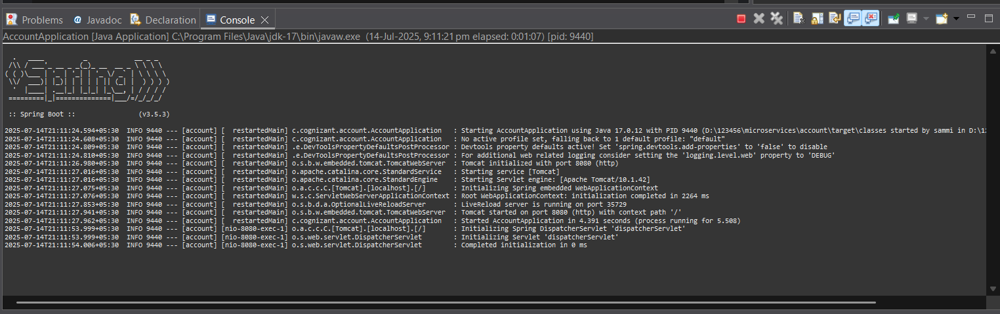 Problems Javadoc Declaration Console
AccountApplication [Java Application] C:\Program Files\Java\jdk-17\bin\javaw.exe (14-Jul-2025, 9:11:21 pm elapsed: 0:01:07) [pid: 9440]
  .   ____          _            __ _ _
 /\\ / ___'_ __ _ _(_)_ __  __ _ \ \ \ \
( ( )\___ | '_ | '_| | '_ \/ _` | \ \ \ \
 \\/  ___)| |_)| | | | | || (_| |  ) ) ) )
  '  |____| .__|_| |_|_| |_\__, | / / / /
 =========|_|==============|___/=/_/_/_/
 :: Spring Boot ::                (v3.5.3)
2025-07-14T21:11:24.594+05:30  INFO 9440 --- [account] [  restartedMain] c.cognizant.account.AccountApplication   : Starting AccountApplication using Java 17.0.12 with PID 9440 (D:\123456\microservices\account\target\classes started by sammi in D:\12
2025-07-14T21:11:24.608+05:30  INFO 9440 --- [account] [  restartedMain] c.cognizant.account.AccountApplication   : No active profile set, falling back to 1 default profile: "default"
2025-07-14T21:11:24.809+05:30  INFO 9440 --- [account] [  restartedMain] .e.DevToolsPropertyDefaultsPostProcessor : Devtools property defaults active! Set 'spring.devtools.add-properties' to 'false' to disable
2025-07-14T21:11:24.810+05:30  INFO 9440 --- [account] [  restartedMain] .e.DevToolsPropertyDefaultsPostProcessor : For additional web related logging consider setting the 'logging.level.web' property to 'DEBUG'
2025-07-14T21:11:26.980+05:30  INFO 9440 --- [account] [  restartedMain] o.s.b.w.embedded.tomcat.TomcatWebServer  : Tomcat initialized with port 8080 (http)
2025-07-14T21:11:27.016+05:30  INFO 9440 --- [account] [  restartedMain] o.apache.catalina.core.StandardService   : Starting service [Tomcat]
2025-07-14T21:11:27.016+05:30  INFO 9440 --- [account] [  restartedMain] o.apache.catalina.core.StandardEngine    : Starting Servlet engine: [Apache Tomcat/10.1.42]
2025-07-14T21:11:27.075+05:30  INFO 9440 --- [account] [  restartedMain] o.a.c.c.C.[Tomcat].[localhost].[/]       : Initializing Spring embedded WebApplicationContext
2025-07-14T21:11:27.076+05:30  INFO 9440 --- [account] [  restartedMain] w.s.c.ServletWebServerApplicationContext : Root WebApplicationContext: initialization completed in 2264 ms
2025-07-14T21:11:27.853+05:30  INFO 9440 --- [account] [  restartedMain] o.s.b.d.a.OptionalLiveReloadServer       : LiveReload server is running on port 35729
2025-07-14T21:11:27.941+05:30  INFO 9440 --- [account] [  restartedMain] o.s.b.w.embedded.tomcat.TomcatWebServer  : Tomcat started on port 8080 (http) with context path '/'
2025-07-14T21:11:27.962+05:30  INFO 9440 --- [account] [  restartedMain] c.cognizant.account.AccountApplication   : Started AccountApplication in 4.391 seconds (process running for 5.508)
2025-07-14T21:11:53.999+05:30  INFO 9440 --- [account] [nio-8080-exec-1] o.a.c.c.C.[Tomcat].[localhost].[/]       : Initializing Spring DispatcherServlet 'dispatcherServlet'
2025-07-14T21:11:53.999+05:30  INFO 9440 --- [account] [nio-8080-exec-1] o.s.web.servlet.DispatcherServlet        : Initializing Servlet 'dispatcherServlet'
2025-07-14T21:11:54.006+05:30  INFO 9440 --- [account] [nio-8080-exec-1] o.s.web.servlet.DispatcherServlet        : Completed initialization in 0 ms